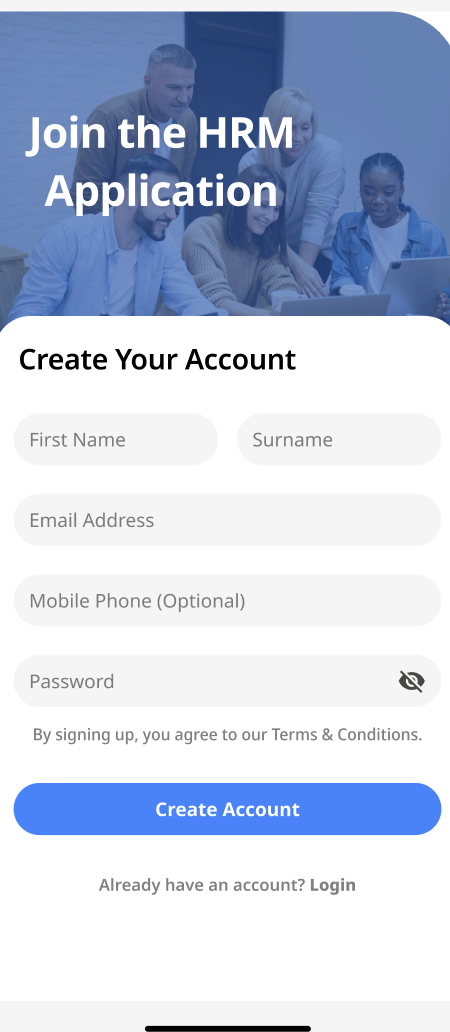 Join the HRM
Application
Create Your Account
First Name
Surname
Email Address
Mobile Phone (Optional)
Password
By signing up, you agree to our Terms & Conditions.
Create Account
Already have an account? Login